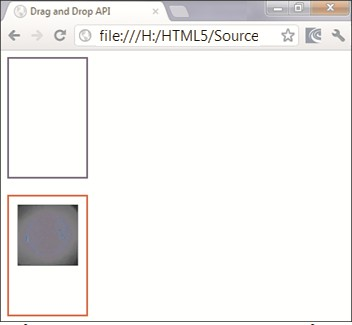 Drag and Drop API
file:///H:/HTML5/Source